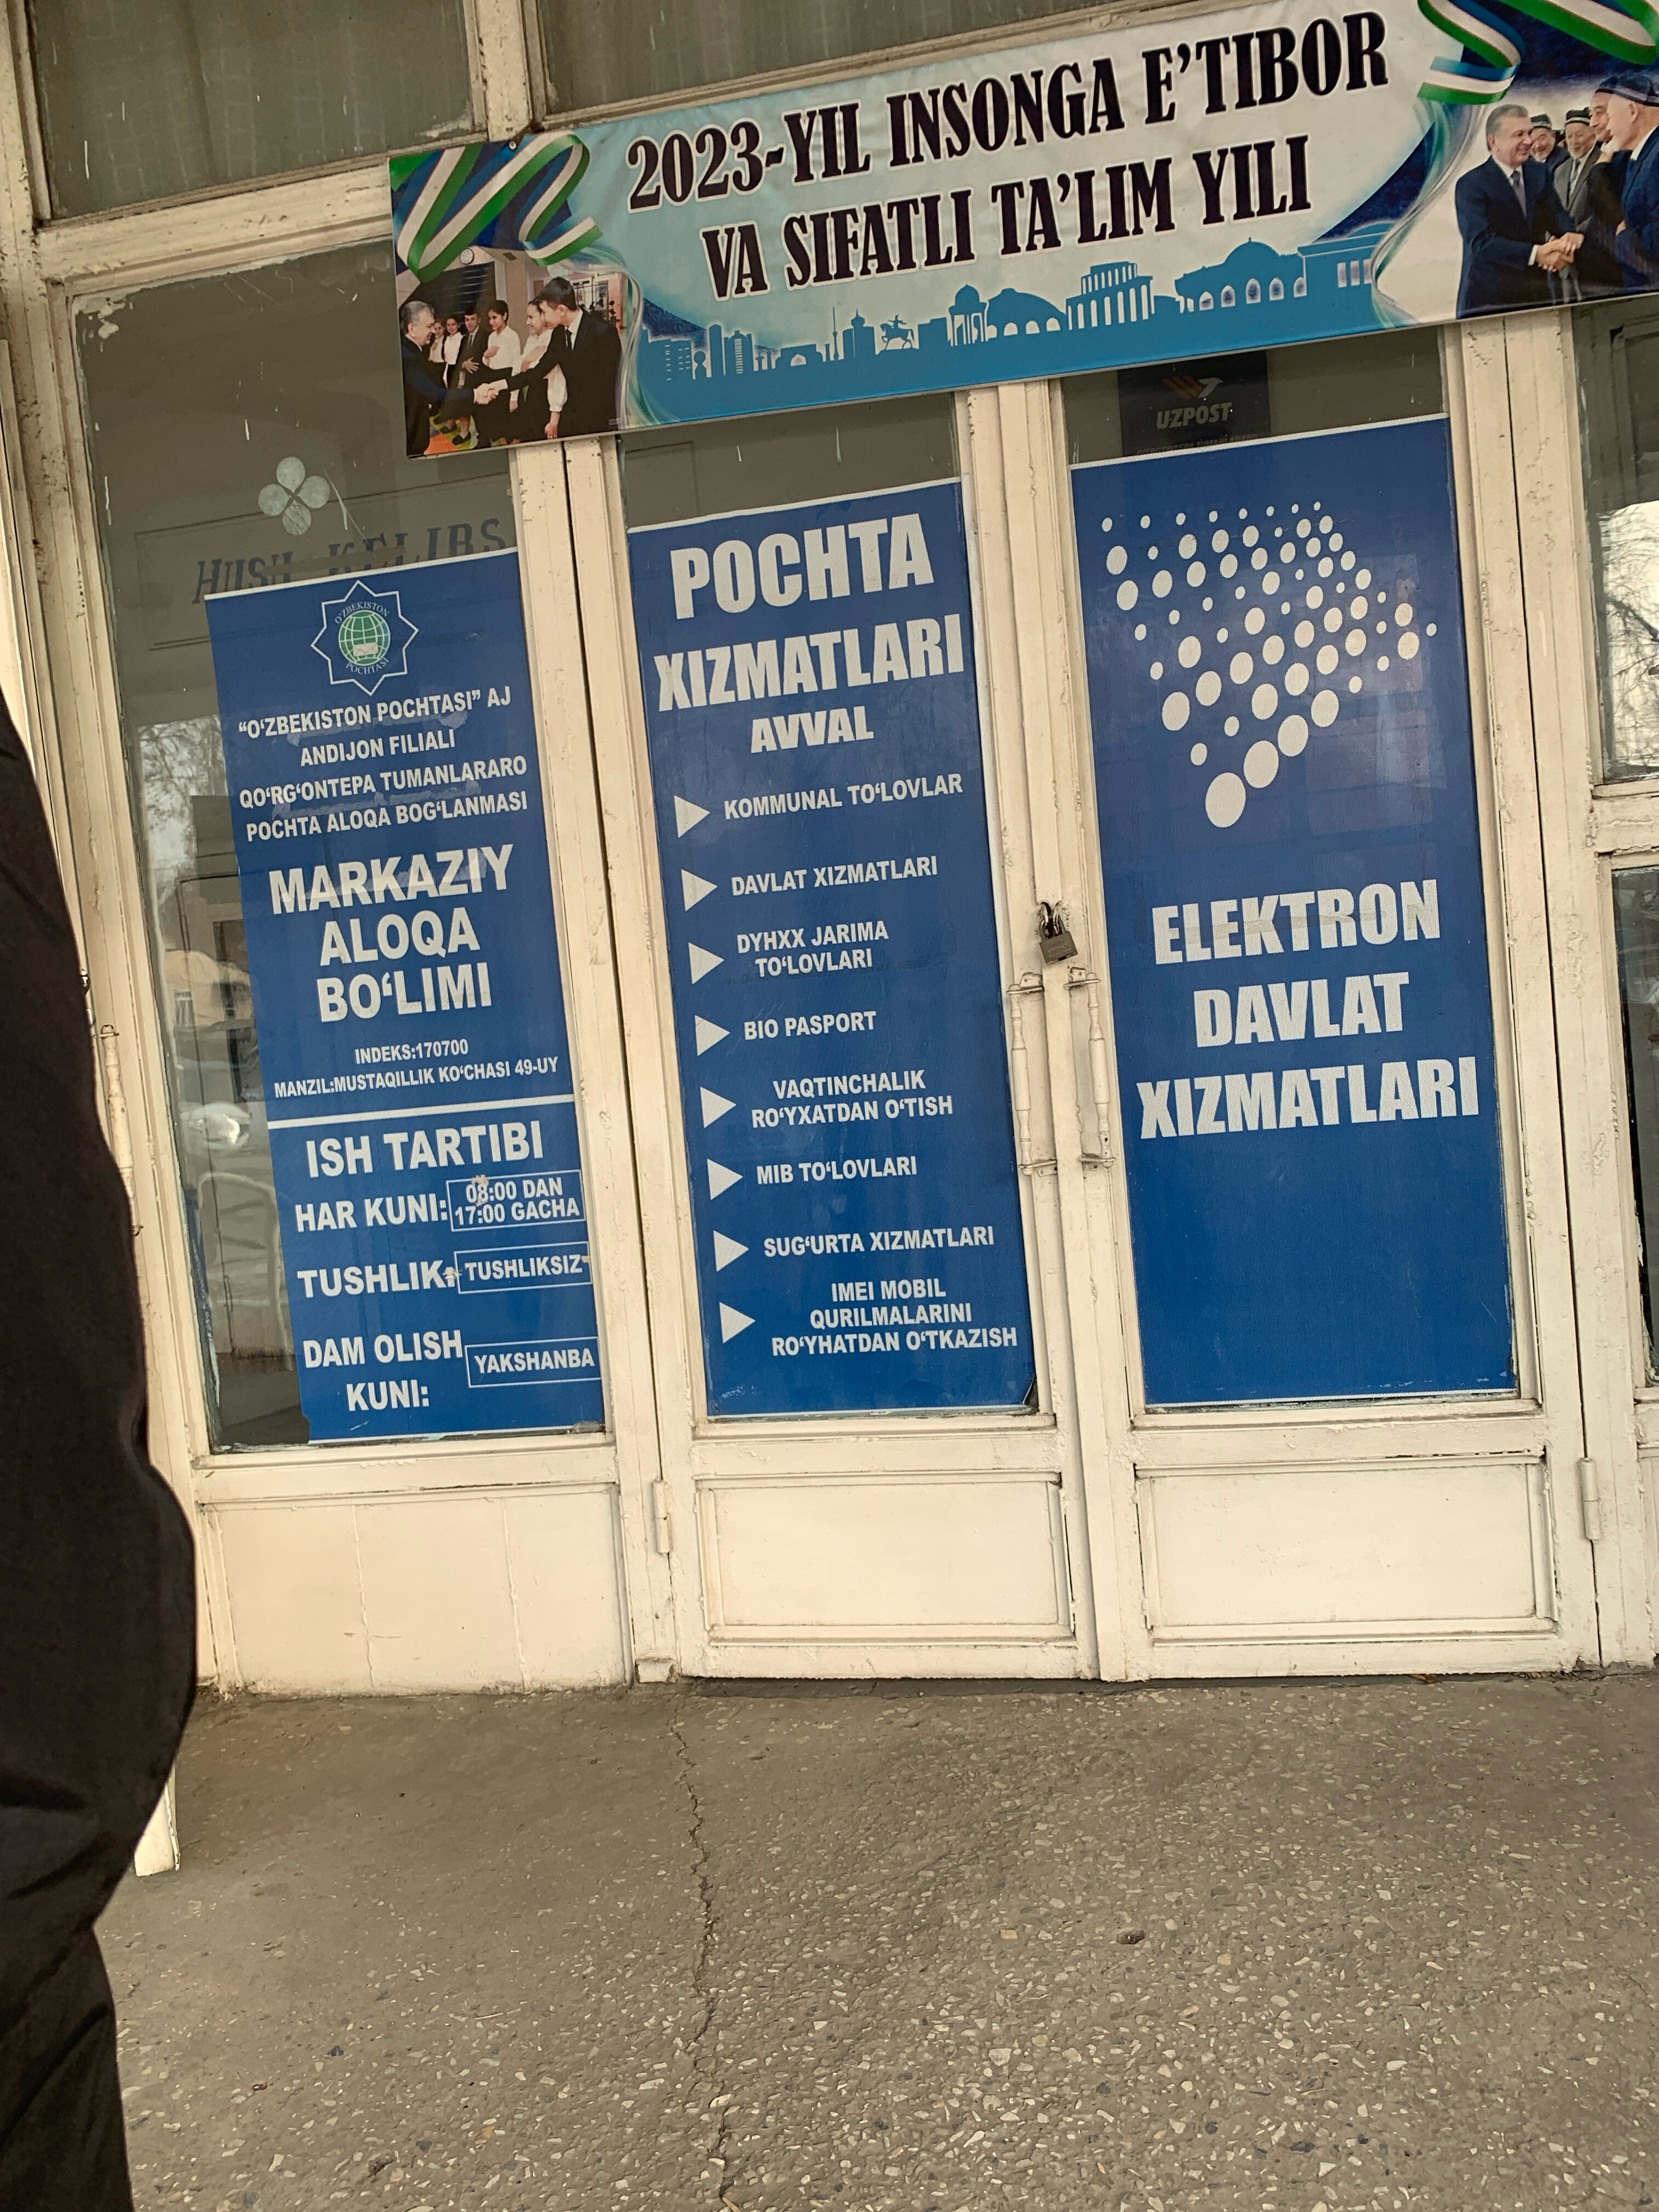 2023-YIL INSONGA E'TIBOR
VA SIFATLI TA'LIM YILI
UZPOST
HUSH KELIBS
O'ZBEKISTON
POCHTASI
“O‘ZBEKISTON POCHTASI” AJ
ANDIJON FILIALI
QO‘RG‘ONTEPA TUMANLARARO
POCHTA ALOQA BOG‘LANMASI
MARKAZIY
ALOQA
BO‘LIMI
INDEKS:170700
MANZIL:MUSTAQILLIK KO‘CHASI 49-UY
ISH TARTIBI
HAR KUNI: 08:00 DAN
17:00 GACHA
TUSHLIK: TUSHLIKSIZ
DAM OLISH
KUNI: YAKSHANBA
POCHTA
XIZMATLARI
AVVAL
KOMMUNAL TO‘LOVLAR
DAVLAT XIZMATLARI
DYHXX JARIMA
TO‘LOVLARI
BIO PASPORT
VAQTINCHALIK
RO‘YXATDAN O‘TISH
MIB TO‘LOVLARI
SUG‘URTA XIZMATLARI
IMEI MOBIL
QURILMALARINI
RO‘YHATDAN O‘TKAZISH
ELEKTRON
DAVLAT
XIZMATLARI